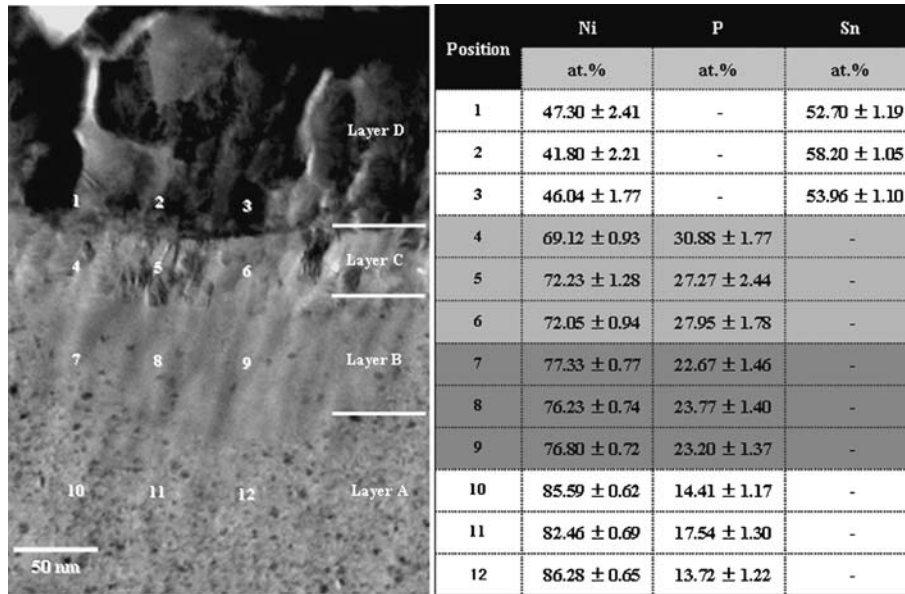 Layer D
1 2 3
4 5 6
Layer C
7 8 9
Layer B
10 11 12
Layer A
50 nm
Position Ni P Sn
at.% at.% at.%
1 47.30 ± 2.41 - 52.70 ± 1.19
2 41.80 ± 2.21 - 58.20 ± 1.05
3 46.04 ± 1.77 - 53.96 ± 1.10
4 69.12 ± 0.93 30.88 ± 1.77 -
5 72.23 ± 1.28 27.27 ± 2.44 -
6 72.05 ± 0.94 27.95 ± 1.78 -
7 77.33 ± 0.77 22.67 ± 1.46 -
8 76.23 ± 0.74 23.77 ± 1.40 -
9 76.80 ± 0.72 23.20 ± 1.37 -
10 85.59 ± 0.62 14.41 ± 1.17 -
11 82.46 ± 0.69 17.54 ± 1.30 -
12 86.28 ± 0.65 13.72 ± 1.22 -